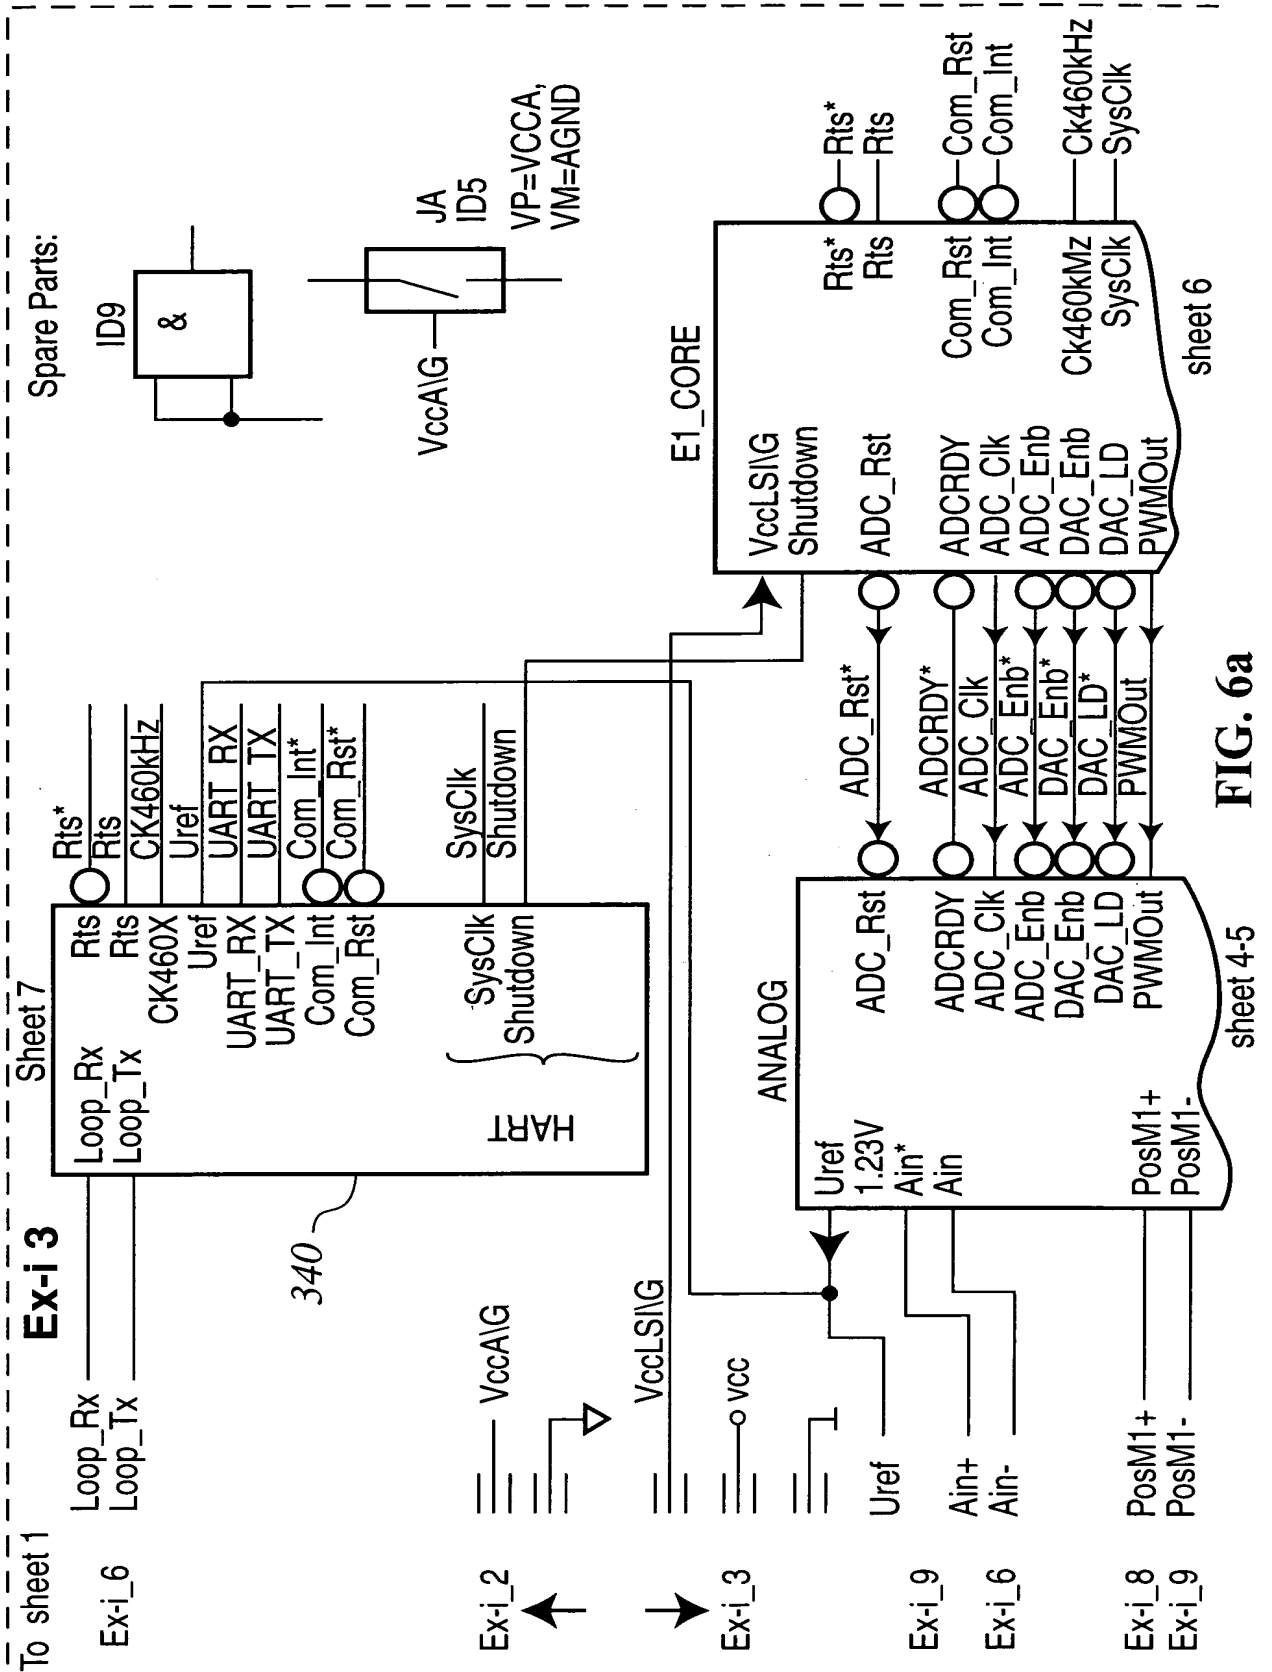 To sheet 1
Ex-i 3
Sheet 7
Spare Parts:
Ex-i_6
Loop_Rx
Loop_Tx
Loop_Rx
Loop_Tx
Rts
Rts
CK460X
Uref
UART_RX
UART_TX
Com_Int
Com_Rst
SysClk
Shutdown
HART
340
Rts*
Rts
CK460kHz
Uref
UART_RX
UART_TX
Com_Int*
Com_Rst*
SysClk
Shutdown
ID9
&
JA
ID5
VP=VCCA,
VM=AGND
VccA\G
Ex-i_2
VccA\G
VccLSI\G
Ex-i_3
vcc
E1_CORE
VccLSI\G
Shutdown
ADC_Rst
ADCRDY
ADC_Clk
ADC_Enb
DAC_Enb
DAC_LD
PWMOut
Rts*
Rts
Com_Rst
Com_Int
Ck460kMz
SysClk
Rts*
Rts
Com_Rst
Com_Int
Ck460kHz
SysClk
sheet 6
ADC_Rst*
ADCRDY*
ADC_Clk
ADC_Enb*
DAC_Enb*
DAC_LD*
PWMOut
ANALOG
Uref
1.23V
Ain*
Ain
PosM1+
PosM1-
ADC_Rst
ADCRDY
ADC_Clk
ADC_Enb
DAC_Enb
DAC_LD
PWMOut
sheet 4-5
Uref
Ex-i_9
Ain+
Ex-i_6
Ain-
Ex-i_8
PosM1+
Ex-i_9
PosM1-
FIG. 6a